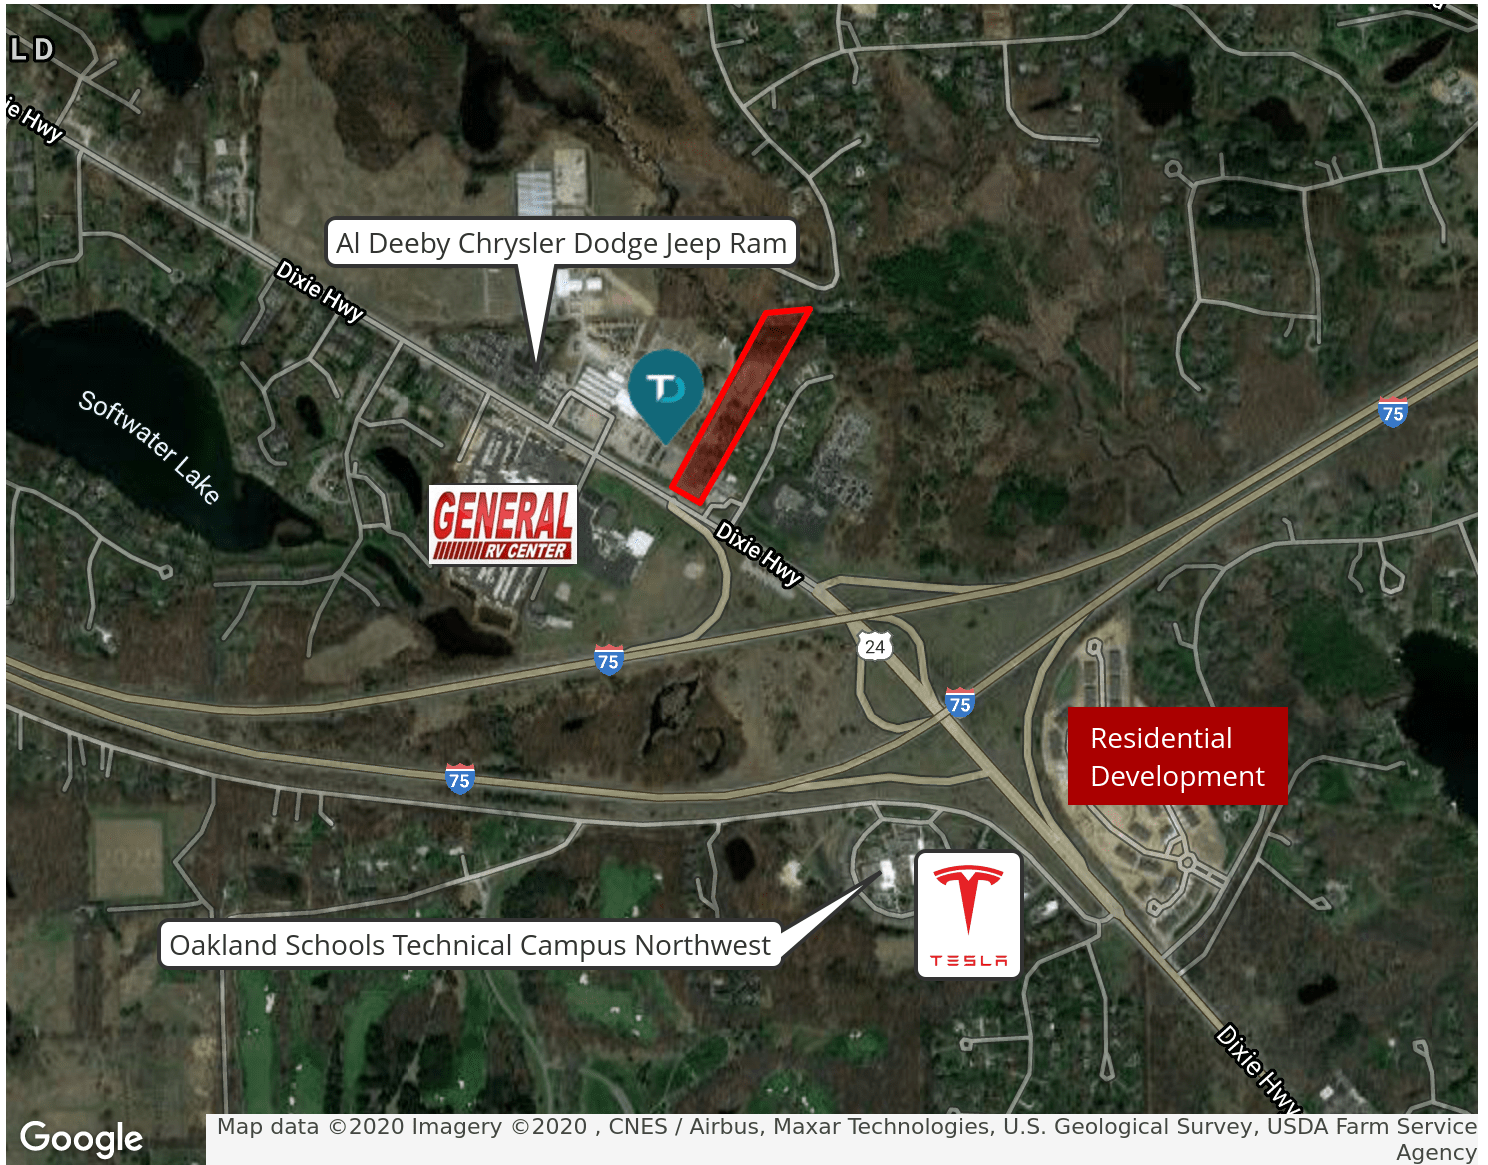 LD
ie Hwy
Al Deeby Chrysler Dodge Jeep Ram
Dixie Hwy
TD
75
Softwater Lake
GENERAL
RV CENTER
Dixie Hwy
24
75
75
75
Residential
Development
TESLA
Oakland Schools Technical Campus Northwest
Dixie Hwy
Google
Map data ©2020 Imagery ©2020 , CNES / Airbus, Maxar Technologies, U.S. Geological Survey, USDA Farm Service
Agency